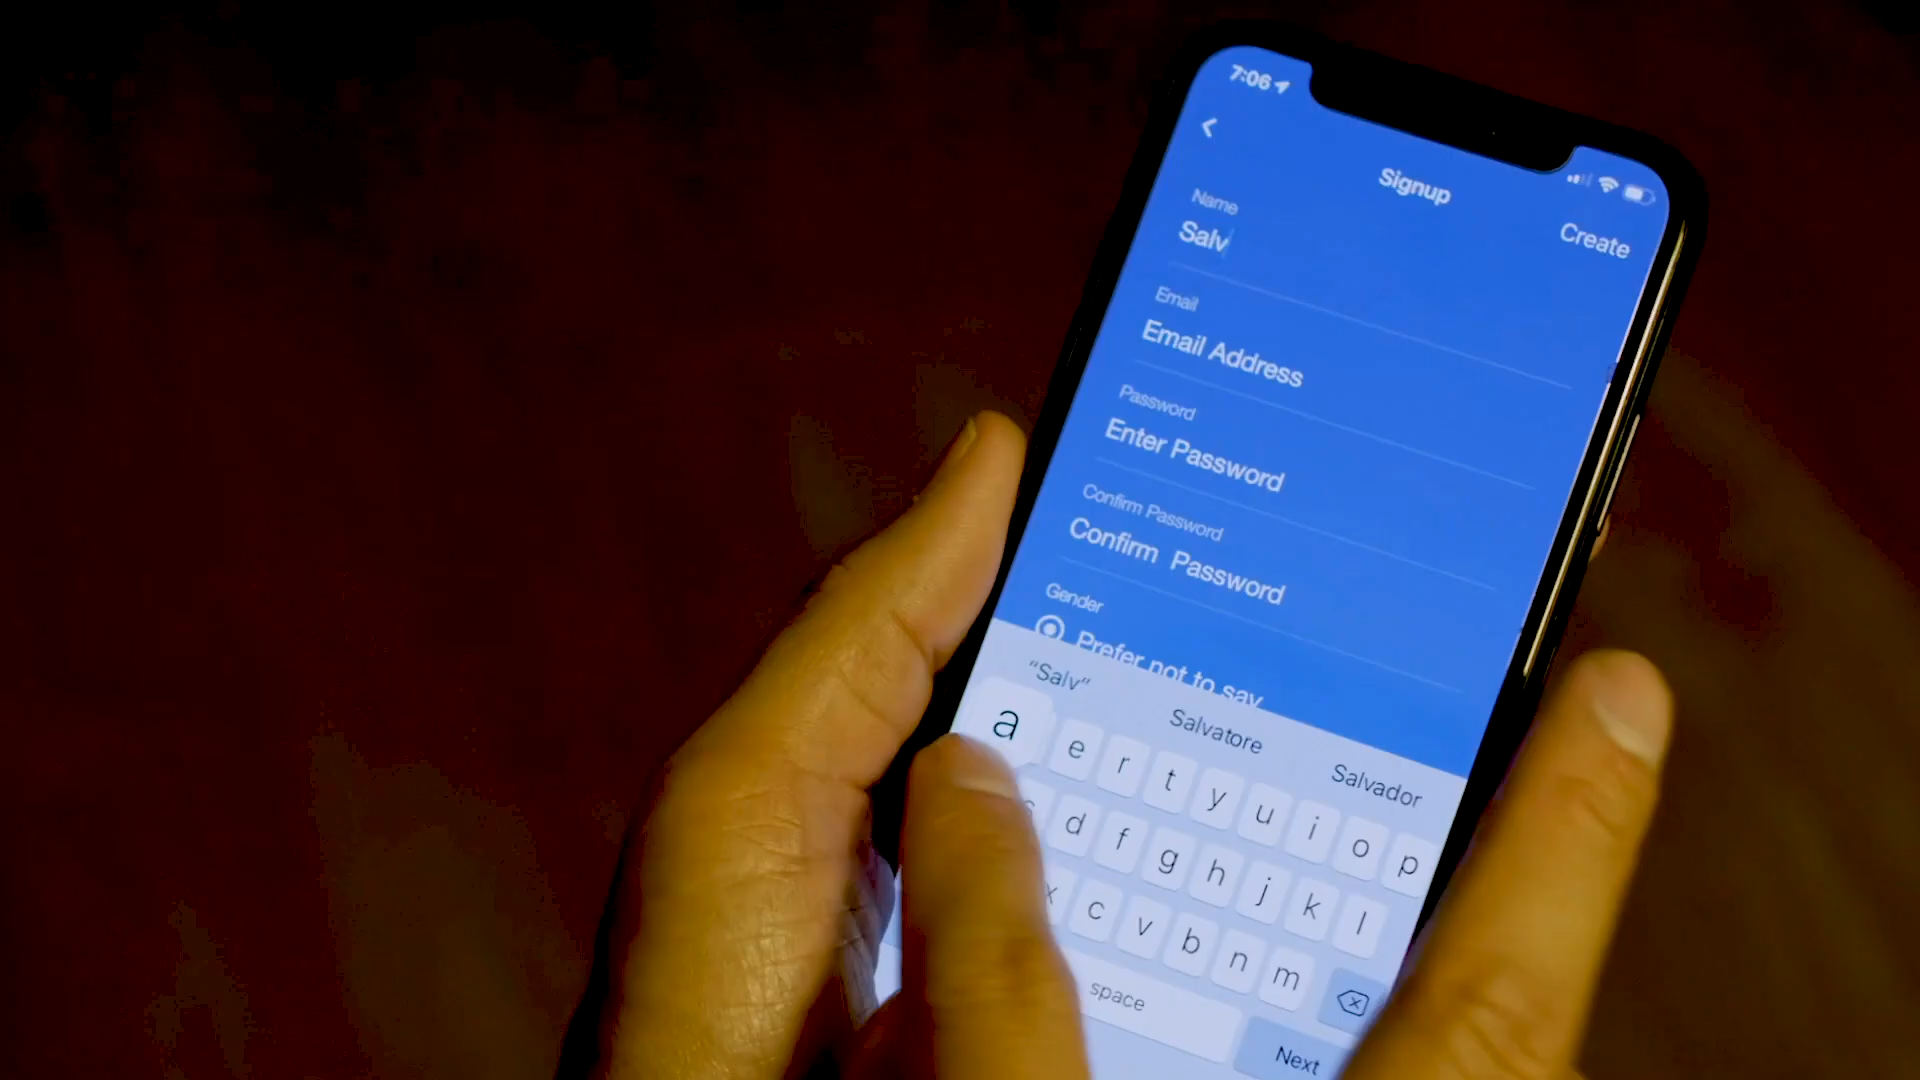 7:06
Signup
Create
Name
Salv
Email
Email Address
Password
Enter Password
Confirm Password
Confirm Password
Gender
Prefer not to say
“Salv”
Salvatore
Salvador
a
e r t y u i o p
s d f g h j k l
x c v b n m
space
Next